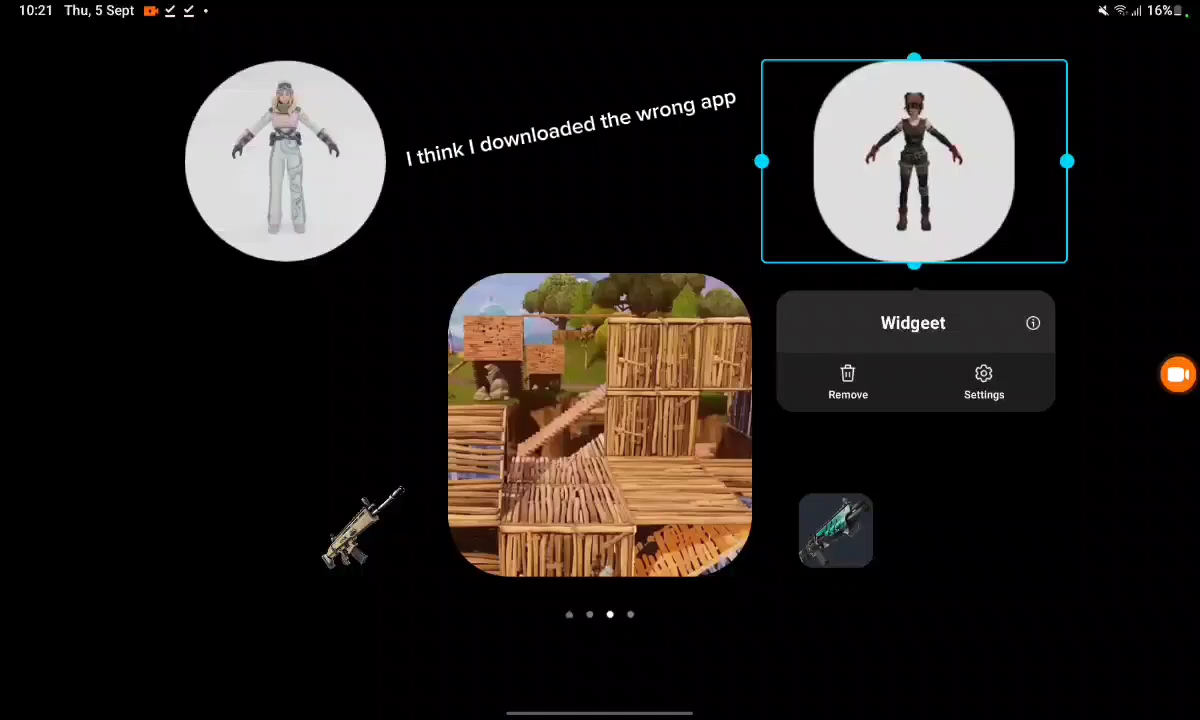 10:21 Thu, 5 Sept
16%
I think I downloaded the wrong app
Widgeet
Remove
Settings